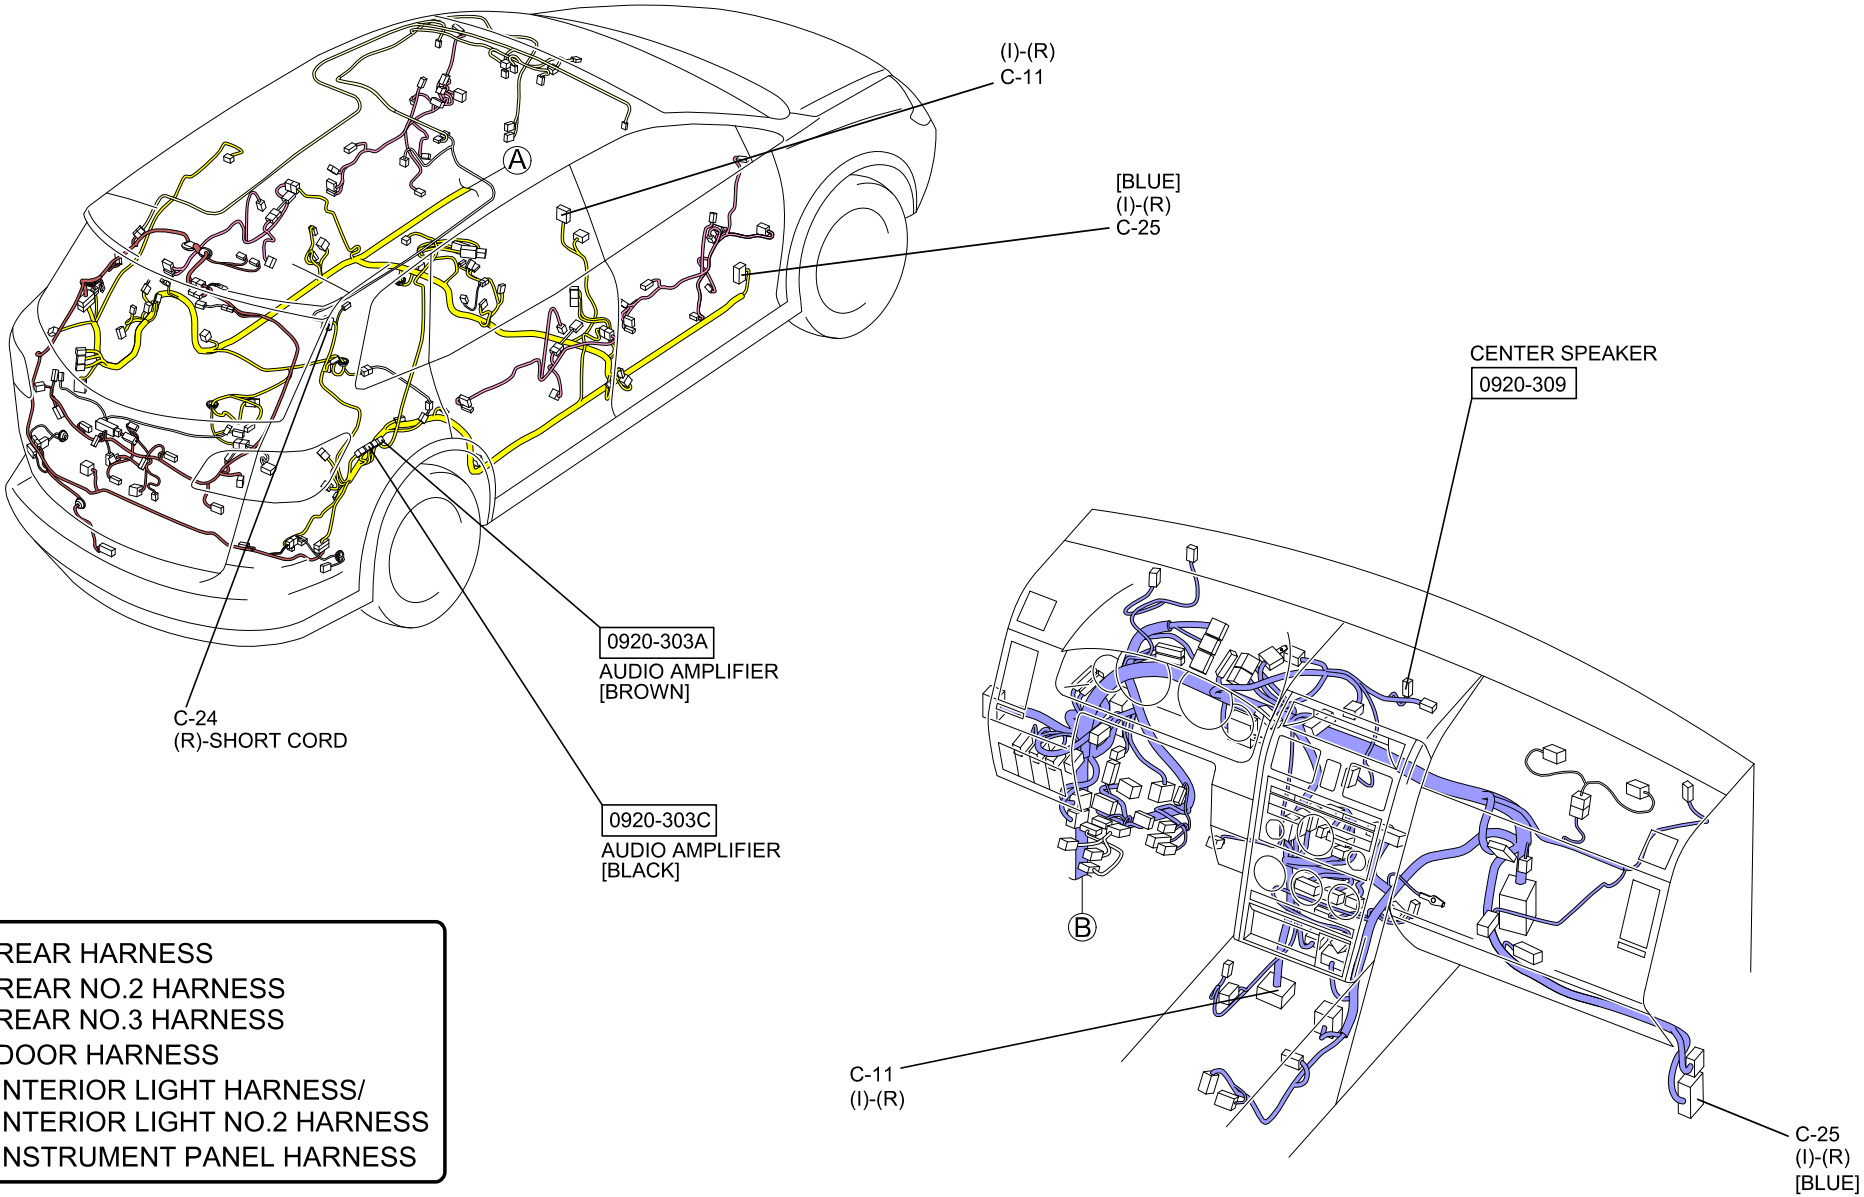 (I)-(R)
C-11
A
[BLUE]
(I)-(R)
C-25
CENTER SPEAKER
0920-309
0920-303A
AUDIO AMPLIFIER
[BROWN]
C-24
(R)-SHORT CORD
0920-303C
AUDIO AMPLIFIER
[BLACK]
B
REAR HARNESS
REAR NO.2 HARNESS
REAR NO.3 HARNESS
DOOR HARNESS
NTERIOR LIGHT HARNESS/
NTERIOR LIGHT NO.2 HARNESS
NSTRUMENT PANEL HARNESS
C-11
(I)-(R)
C-25
(I)-(R)
[BLUE]